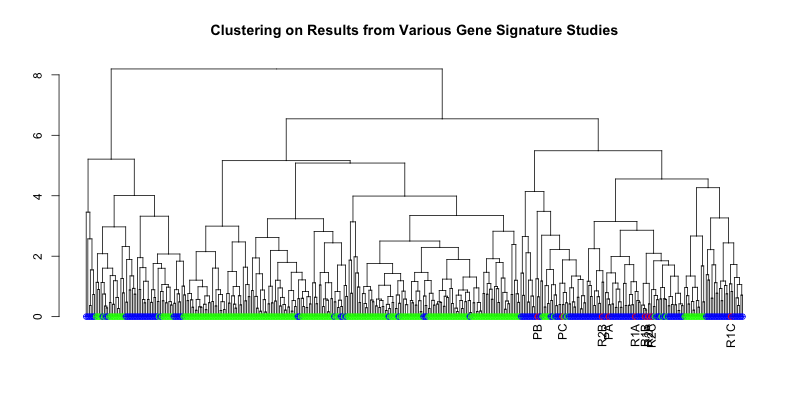 Clustering on Results from Various Gene Signature Studies
8
6
4
2
0
PB
PC
R2B
PA
R1A
R2C
R1C